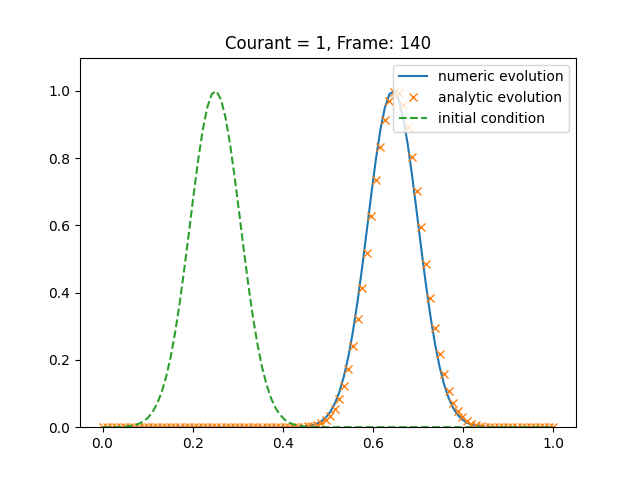 Courant = 1, Frame: 140
numeric evolution
analytic evolution
initial condition
1.0
0.8
0.6
0.4
0.2
0.0
0.0 0.2 0.4 0.6 0.8 1.0